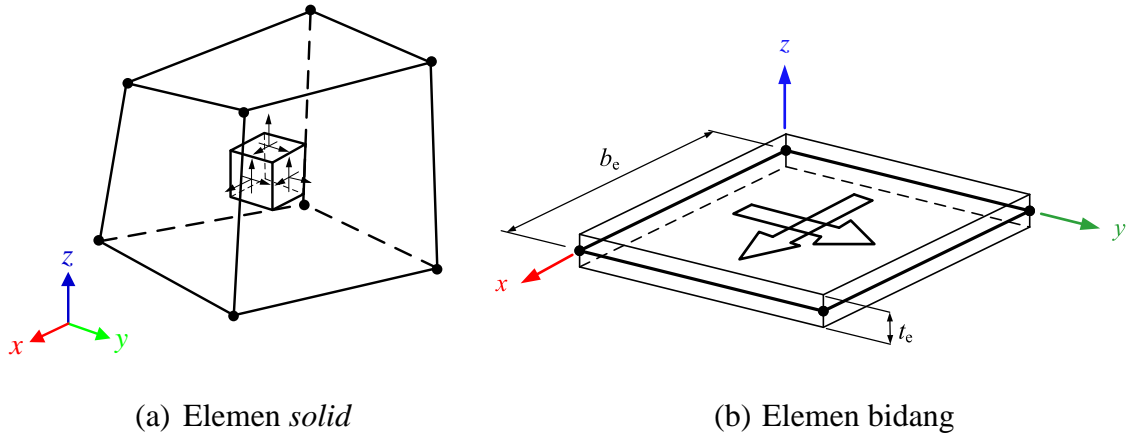 z
x
y
z
b_e
x
y
t_e
(a) Elemen solid
(b) Elemen bidang